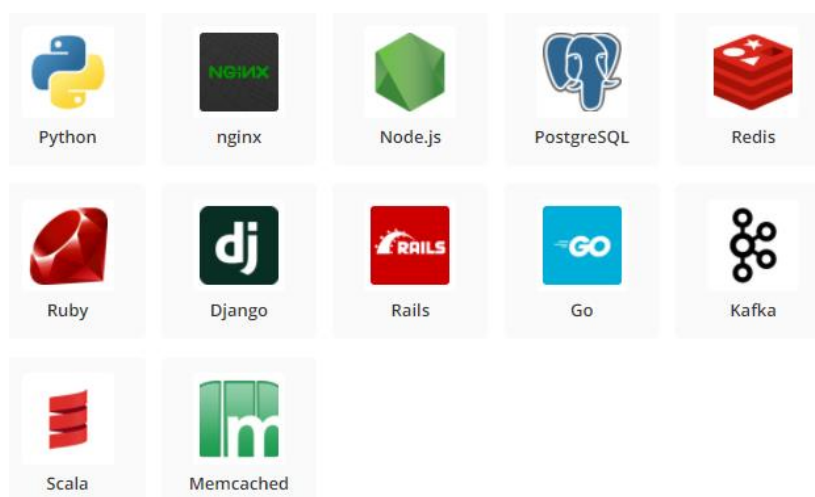 NGINX
Python
nginx
Node.js
PostgreSQL
Redis
dj
RAILS
GO
Ruby
Django
Rails
Go
Kafka
m
Scala
Memcached